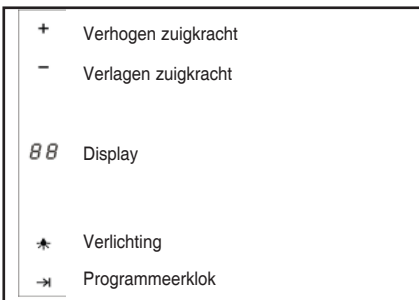 + Verhogen zuigkracht
- Verlagen zuigkracht
88 Display
Verlichting
Programmeerklok